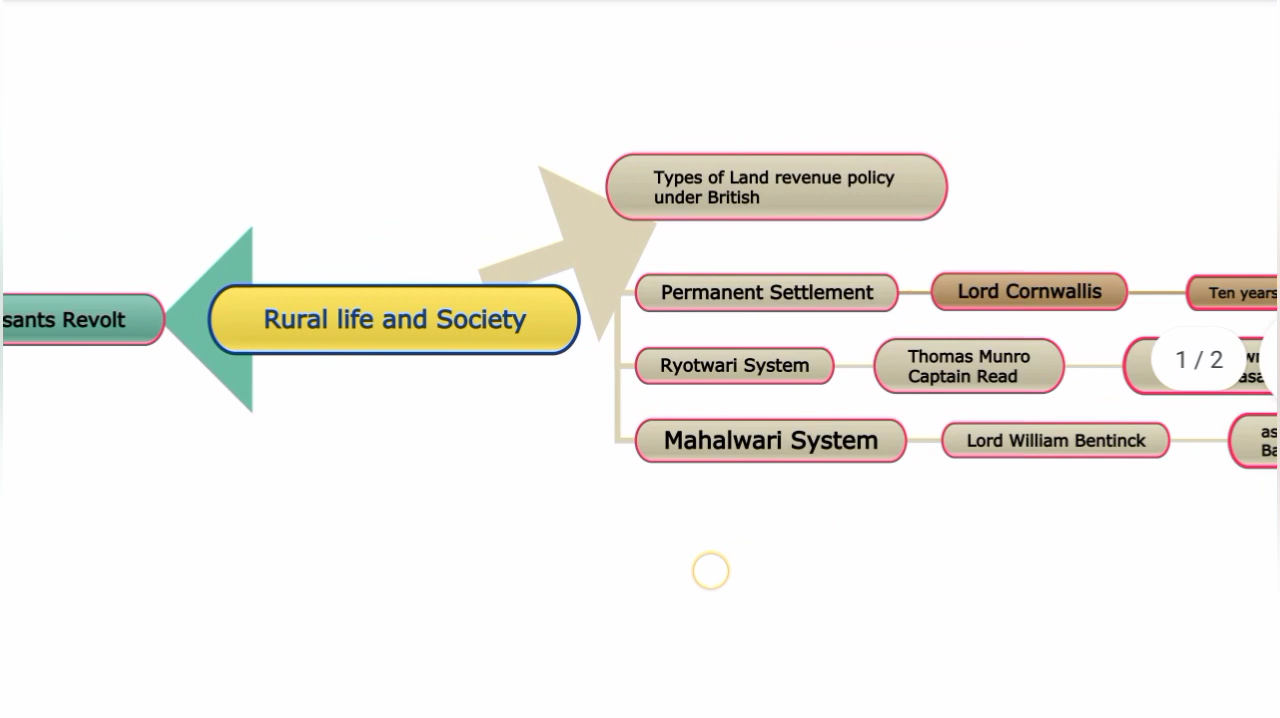 Types of Land revenue policy
under British
Permanent Settlement
Lord Cornwallis
Ten years
Rural life and Society
Revolt
Ryotwari System
Thomas Munro
Captain Read
1 / 2
Mahalwari System
Lord William Bentinck